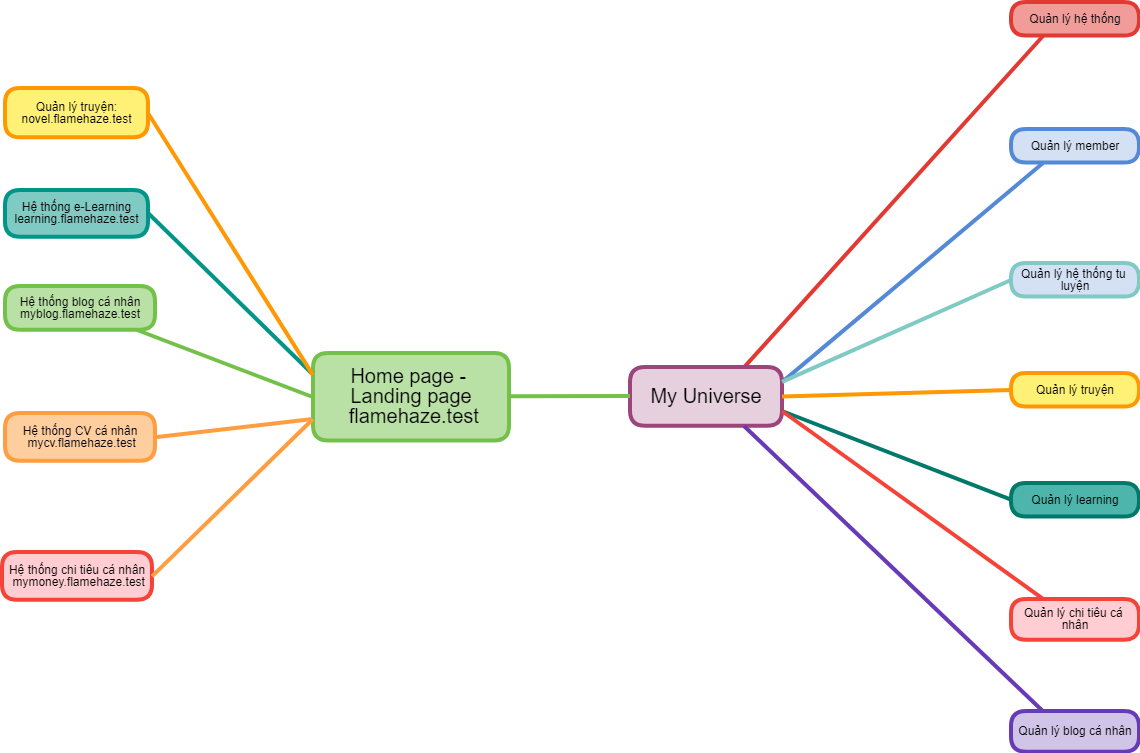 Quản lý truyện:
novel.flamehaze.test
Hệ thống e-Learning
learning.flamehaze.test
Hệ thống blog cá nhân
myblog.flamehaze.test
Hệ thống CV cá nhân
mycv.flamehaze.test
Hệ thống chi tiêu cá nhân
mymoney.flamehaze.test
Home page -
Landing page
flamehaze.test
My Universe
Quản lý hệ thống
Quản lý member
Quản lý hệ thống tu
luyện
Quản lý truyện
Quản lý learning
Quản lý chi tiêu cá
nhân
Quản lý blog cá nhân